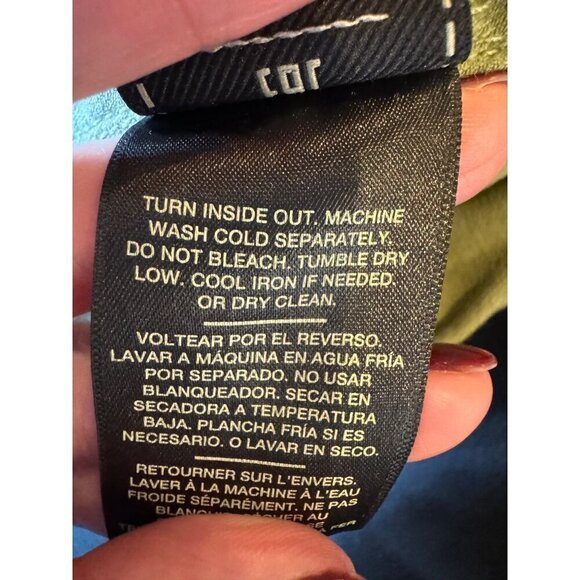 TURN INSIDE OUT. MACHINE
WASH COLD SEPARATELY.
DO NOT BLEACH. TUMBLE DRY
LOW. COOL IRON IF NEEDED.
OR DRY CLEAN.
VOLTEAR POR EL REVERSO.
LAVAR A MÁQUINA EN AGUA FRÍA
POR SEPARADO. NO USAR
BLANQUEADOR. SECAR EN
SECADORA A TEMPERATURA
BAJA. PLANCHA FRÍA SI ES
NECESARIO. O LAVAR EN SECO.
RETOURNER SUR L'ENVERS.
LAVER À LA MACHINE À L'EAU
FROIDE SÉPARÉMENT. NE PAS
AU
FER